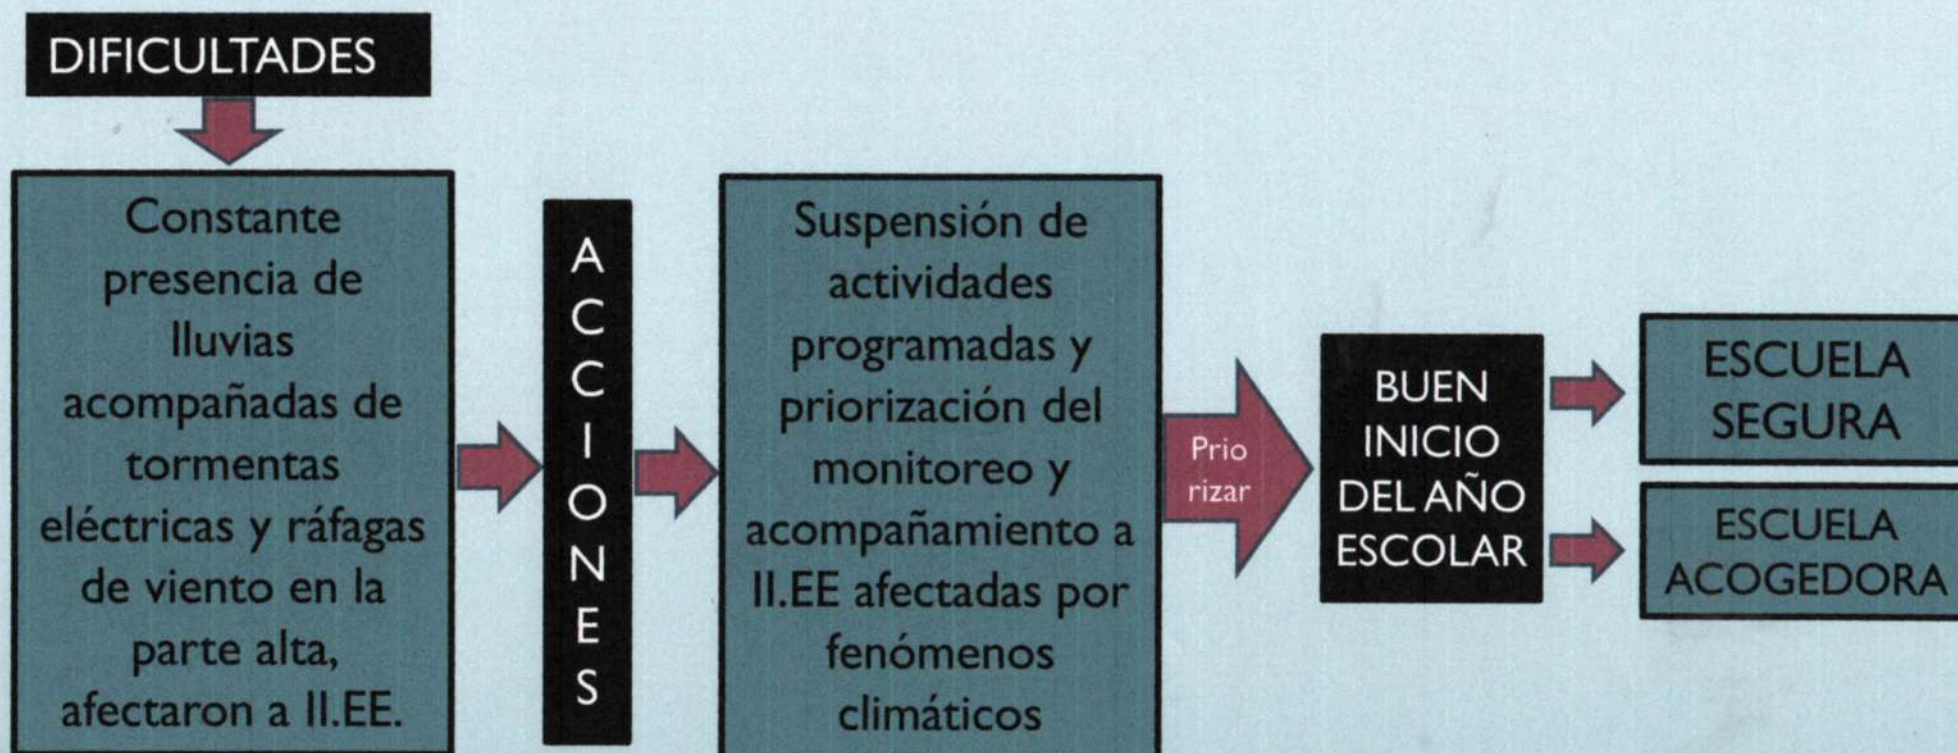 DIFICULTADES
Constante
presencia de
lluvias
acompañadas de
tormentas
eléctricas y ráfagas
de viento en la
parte alta,
afectaron a II.EE.
A
C
C
I
O
N
E
S
Suspensión de
actividades
programadas y
priorización del
monitoreo y
acompañamiento a
II.EE afectadas por
fenómenos
climáticos
Prio
rizar
BUEN
INICIO
DEL AÑO
ESCOLAR
ESCUELA
SEGURA
ESCUELA
ACOGEDORA